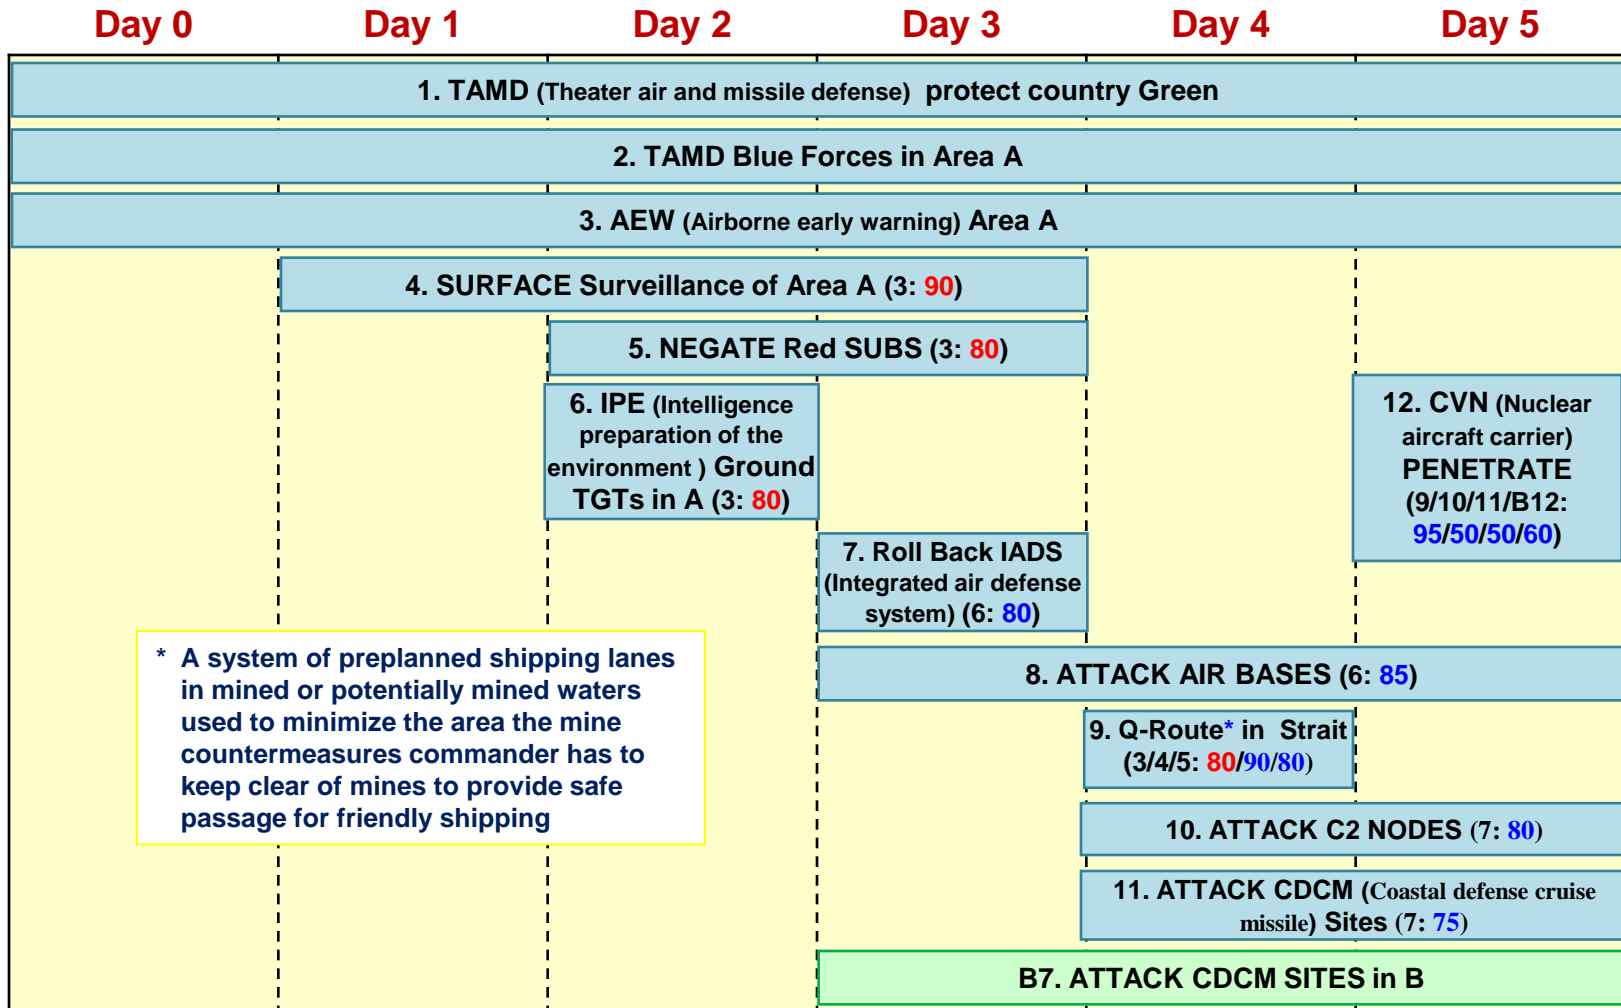 Day 0 Day 1 Day 2 Day 3 Day 4 Day 5
1. TAMD (Theater air and missile defense) protect country Green
2. TAMD Blue Forces in Area A
3. AEW (Airborne early warning) Area A
4. SURFACE Surveillance of Area A (3: 90)
5. NEGATE Red SUBS (3: 80)
6. IPE (Intelligence
preparation of the
environment ) Ground
TGTs in A (3: 80)
12. CVN (Nuclear
aircraft carrier)
PENETRATE
(9/10/11/B12:
95/50/50/60)
7. Roll Back IADS
(Integrated air defense
system) (6: 80)
* A system of preplanned shipping lanes
in mined or potentially mined waters
used to minimize the area the mine
countermeasures commander has to
keep clear of mines to provide safe
passage for friendly shipping
8. ATTACK AIR BASES (6: 85)
9. Q-Route* in Strait
(3/4/5: 80/90/80)
10. ATTACK C2 NODES (7: 80)
11. ATTACK CDCM (Coastal defense cruise
missile) Sites (7: 75)
B7. ATTACK CDCM SITES in B